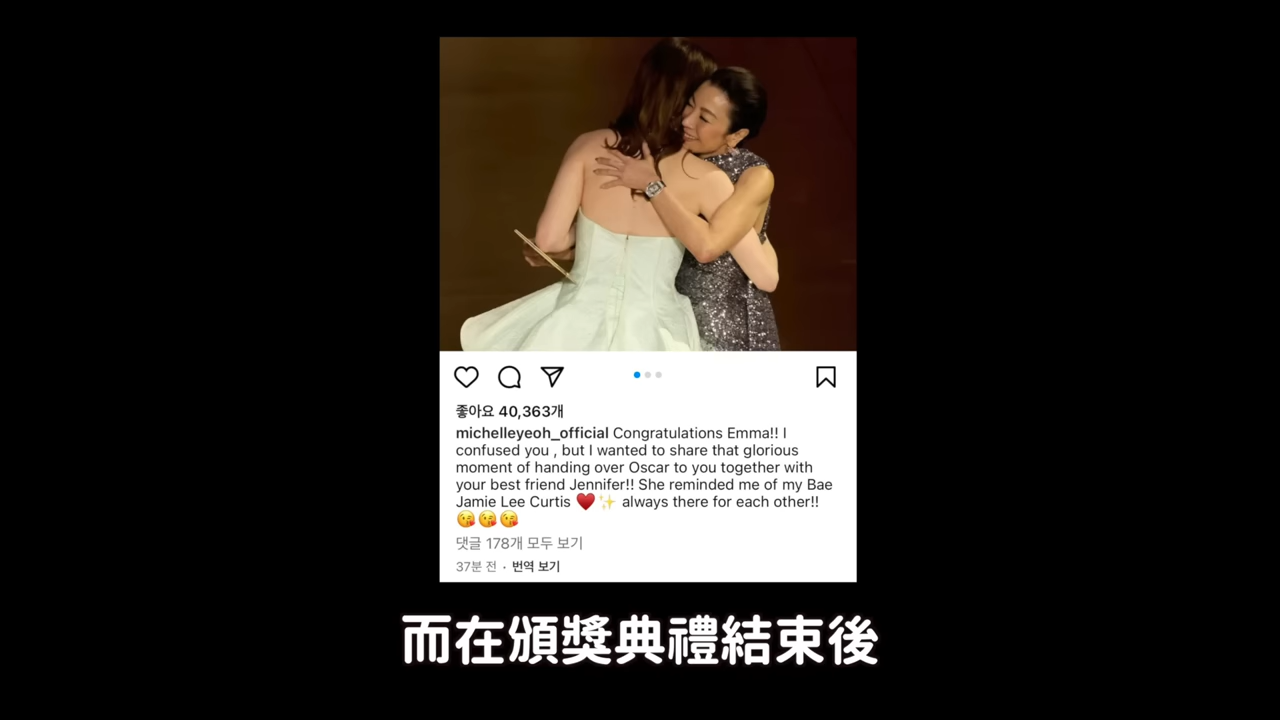 좋아요 40,363개
michelleyeoh_official Congratulations Emma!! I
confused you , but I wanted to share that glorious
moment of handing over Oscar to you together with
your best friend Jennifer!! She reminded me of my Bae
Jamie Lee Curtis ♥️✨ always there for each other!!
😘😘😘
댓글 178개 모두 보기
37분 전 · 번역 보기
而在頒獎典禮結束後